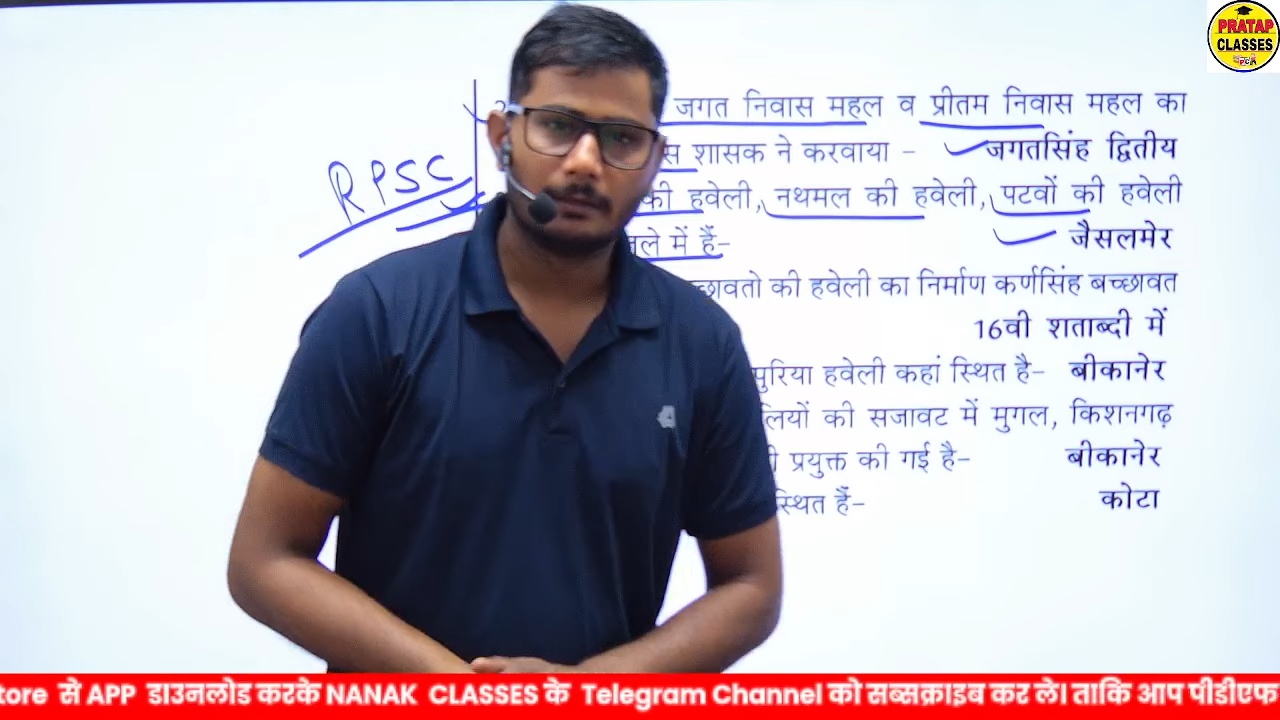 PRATAP
CLASSES
जगत निवास महल व प्रीतम निवास महल का
स शासक ने करवाया – जगतसिंह द्वितीय
RPSC
की हवेली, नथमल की हवेली, पटवों की हवेली
में हैं– जैसलमेर
की हवेली का निर्माण कर्णसिंह बच्छावत
16वी शताब्दी में
पुरिया हवेली कहां स्थित है– बीकानेर
की सजावट में मुगल, किशनगढ़
प्रयुक्त की गई है– बीकानेर
स्थित हैं– कोटा
tore से APP डाउनलोड करके NANAK CLASSES के Telegram Channel को सब्सक्राइब कर ले। ताकि आप पीडीएफ